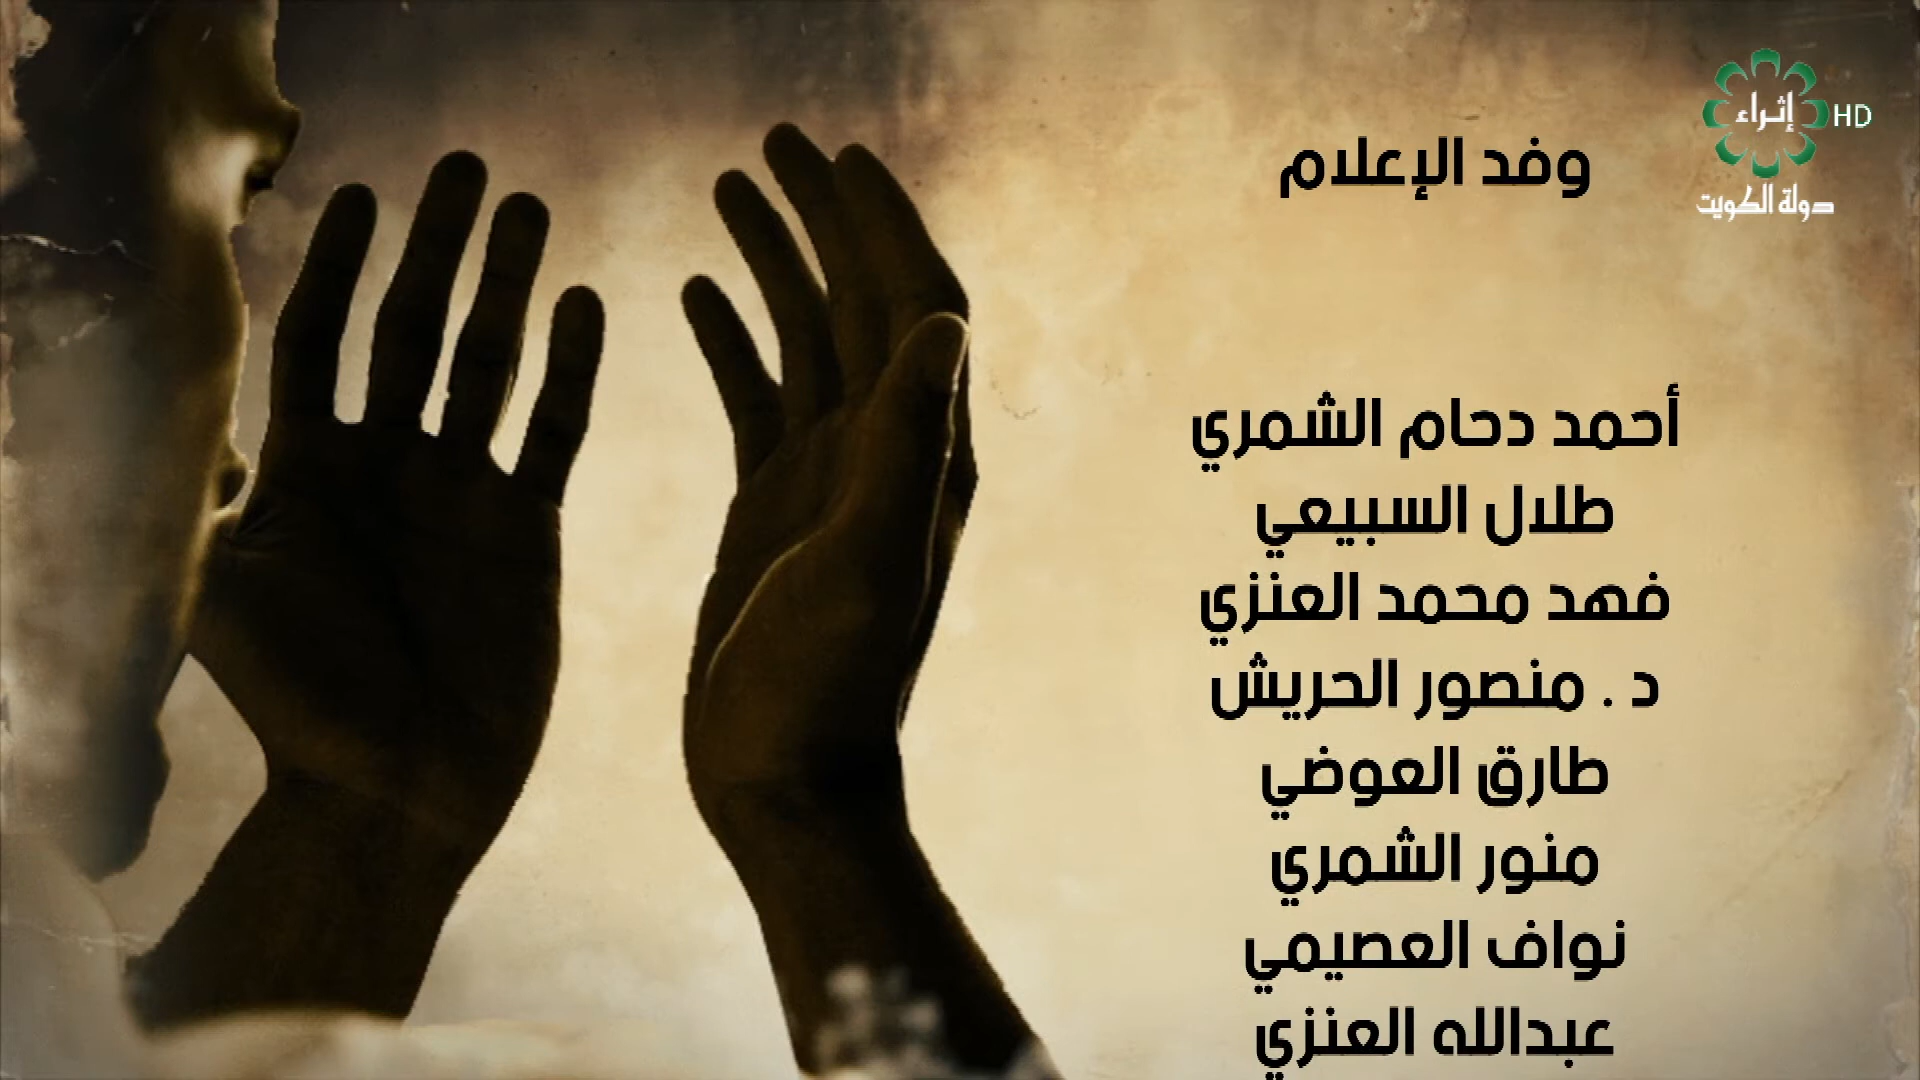 إثراء HD
دولة الكويت
وفد الإعلام
أحمد دحام الشمري
طلال السبيعي
فهد محمد العنزي
د . منصور الحريش
طارق العوضي
منور الشمري
نواف العصيمي
عبدالله العنزي